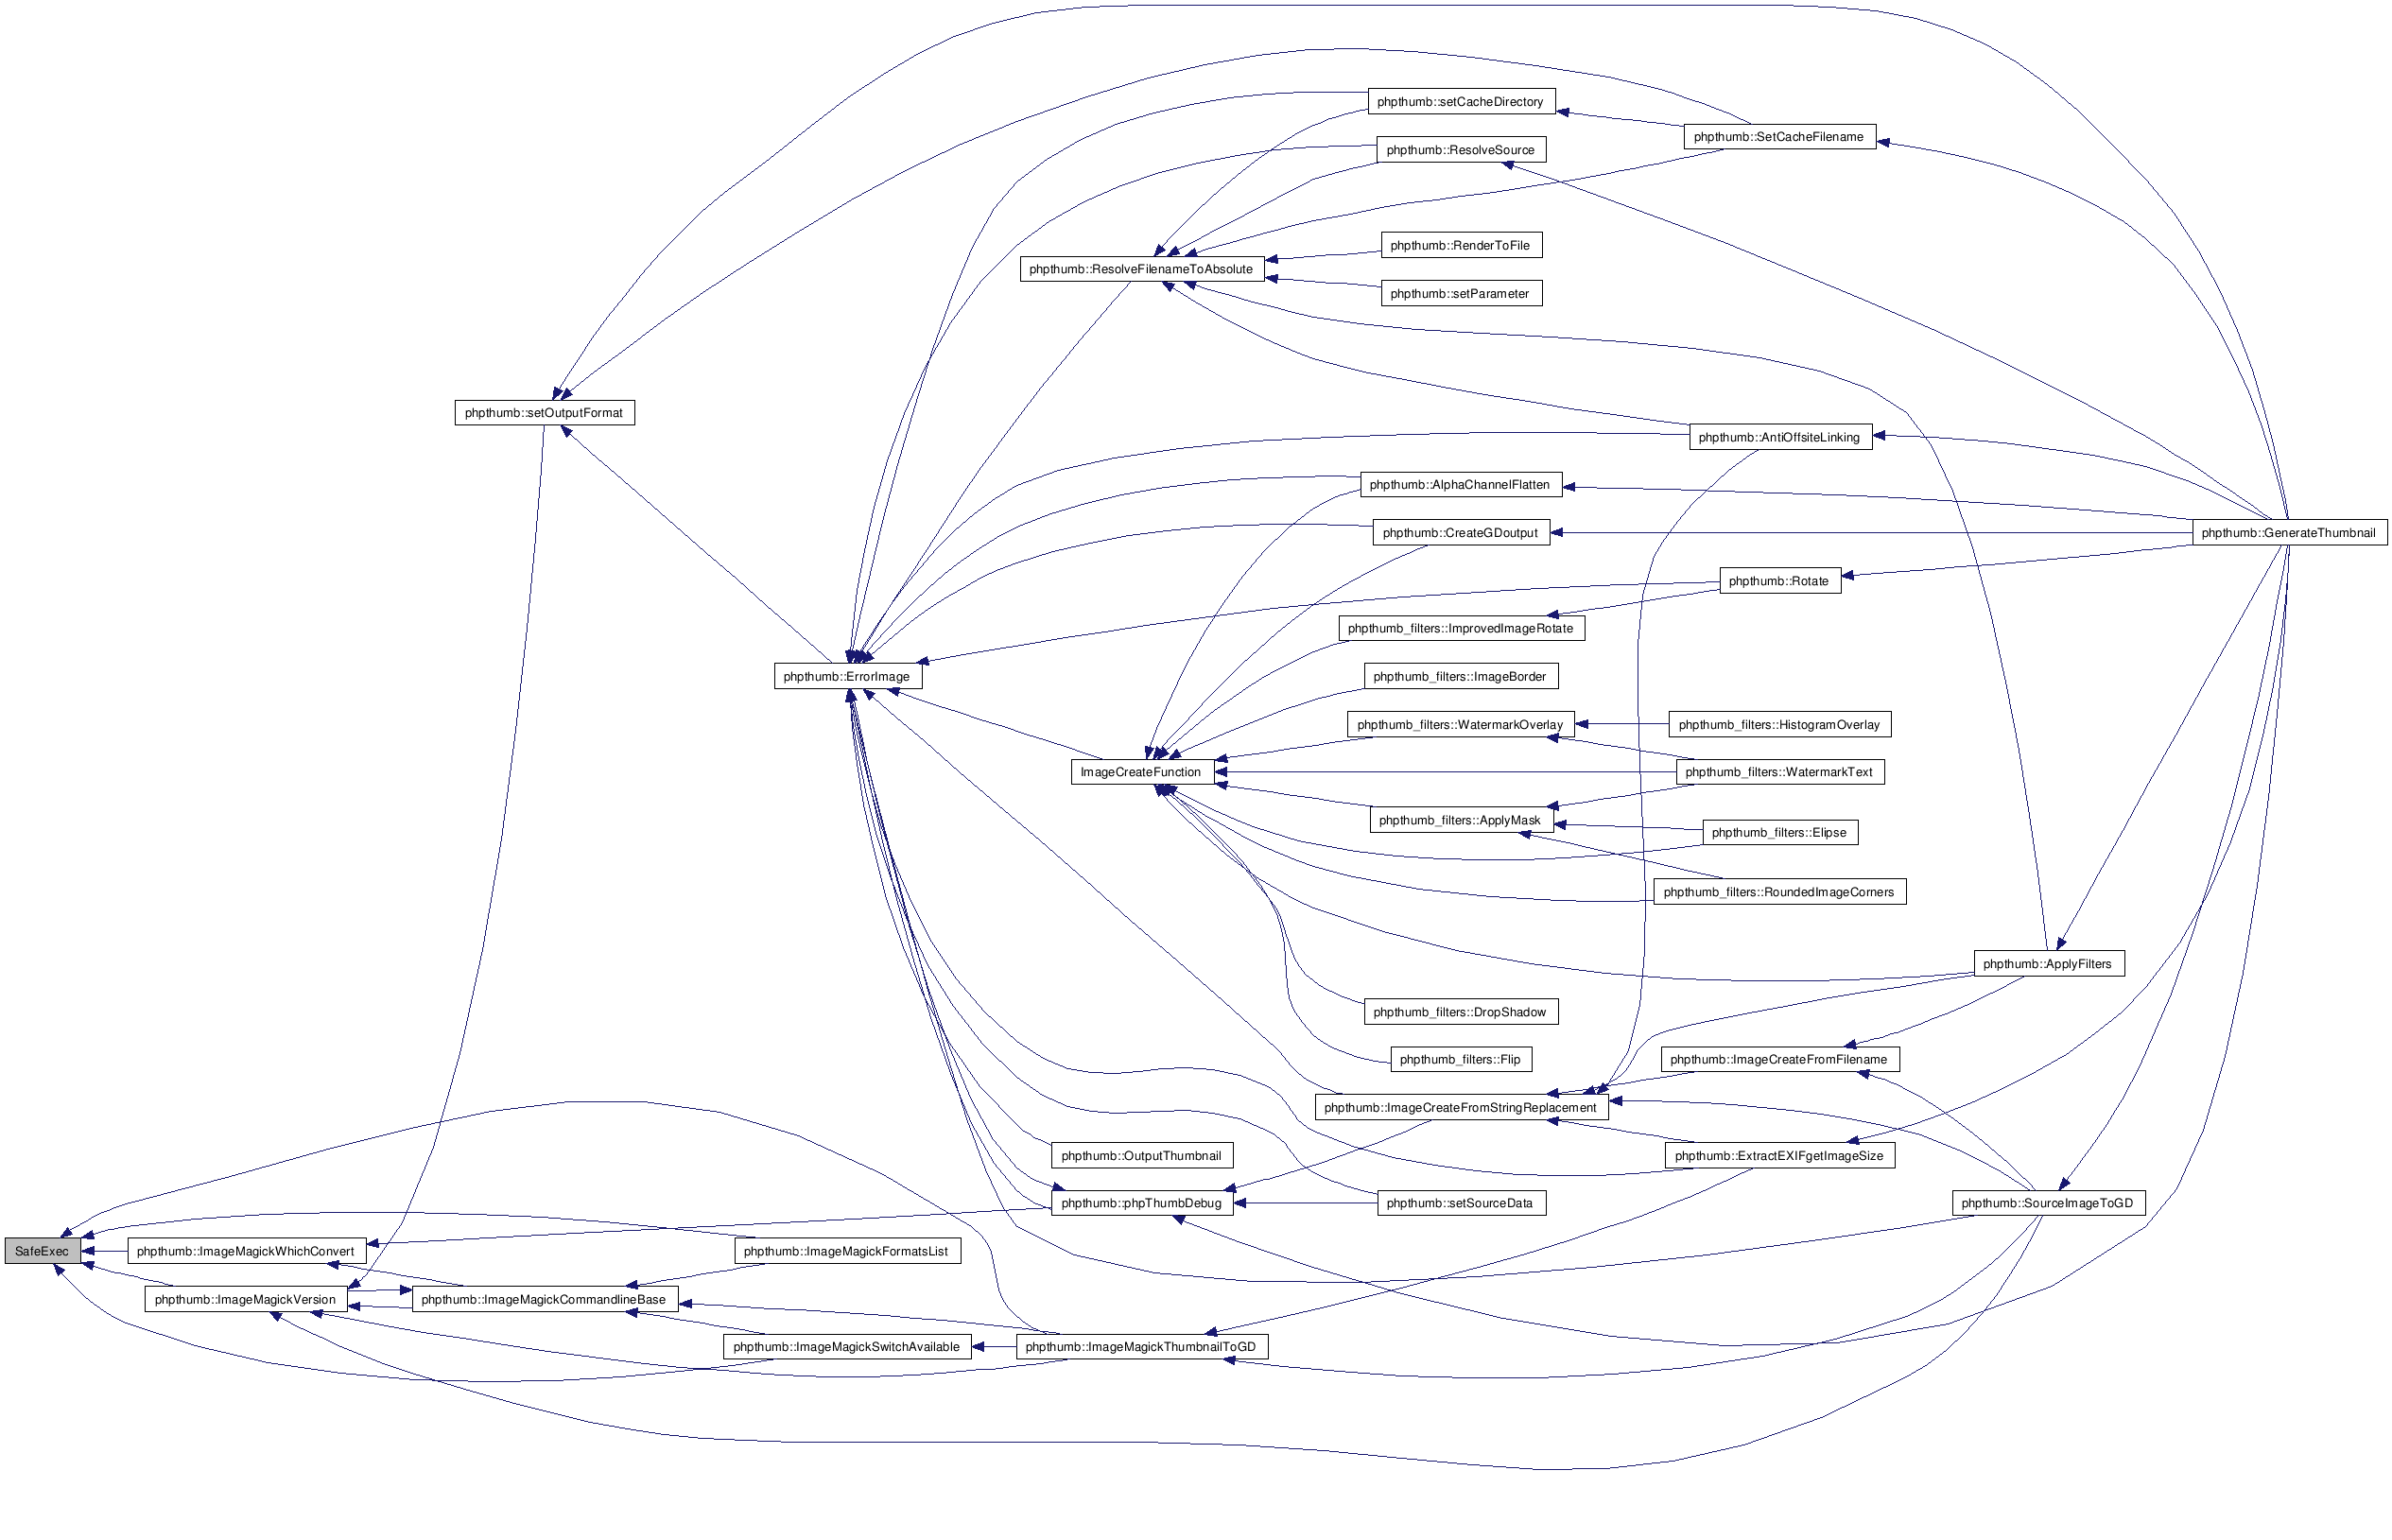 phpthumb::setCacheDirectory
phpthumb::SetCacheFilename
phpthumb::ResolveSource
phpthumb::RenderToFile
phpthumb::ResolveFilenameToAbsolute
phpthumb::setParameter
phpthumb::setOutputFormat
phpthumb::AntiOffsiteLinking
phpthumb::AlphaChannelFlatten
phpthumb::CreateGDoutput
phpthumb::GenerateThumbnail
phpthumb::Rotate
phpthumb_filters::ImprovedImageRotate
phpthumb::ErrorImage
phpthumb_filters::ImageBorder
phpthumb_filters::WatermarkOverlay
phpthumb_filters::HistogramOverlay
ImageCreateFunction
phpthumb_filters::WatermarkText
phpthumb_filters::ApplyMask
phpthumb_filters::Elipse
phpthumb_filters::RoundedImageCorners
phpthumb::ApplyFilters
phpthumb_filters::DropShadow
phpthumb_filters::Flip
phpthumb::ImageCreateFromFilename
phpthumb::ImageCreateFromStringReplacement
phpthumb::OutputThumbnail
phpthumb::ExtractEXIFgetImageSize
phpthumb::phpThumbDebug
phpthumb::setSourceData
phpthumb::SourceImageToGD
SafeExec
phpthumb::ImageMagickWhichConvert
phpthumb::ImageMagickFormatsList
phpthumb::ImageMagickVersion
phpthumb::ImageMagickCommandlineBase
phpthumb::ImageMagickSwitchAvailable
phpthumb::ImageMagickThumbnailToGD